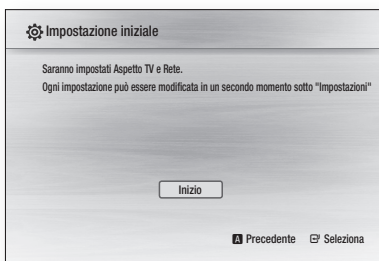 Impostazione iniziale
Saranno impostati Aspetto TV e Rete.
Ogni impostazione può essere modificata in un secondo momento sotto "Impostazioni"
Inizio
A Precedente Seleziona